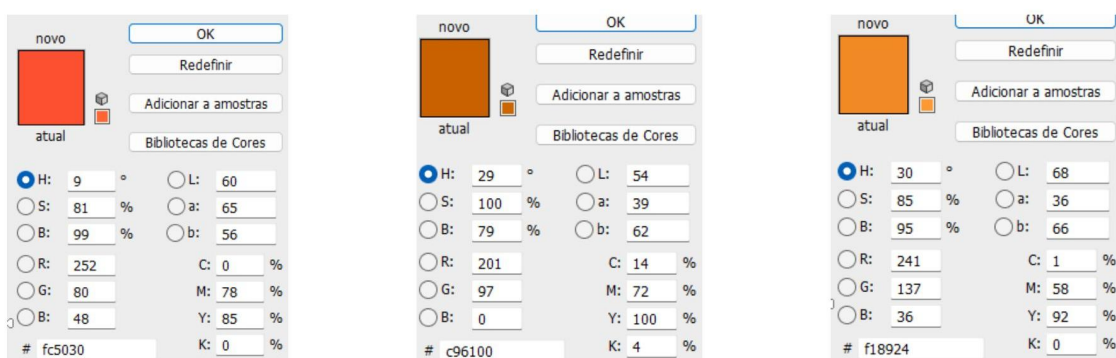 novo
OK
Redefinir
Adicionar a amostras
atual
Bibliotecas de Cores
H: 9 ° L: 60
S: 81 % a: 65
B: 99 % b: 56
R: 252 C: 0 %
G: 80 M: 78 %
B: 48 Y: 85 %
# fc5030 K: 0 %
novo
OK
Redefinir
Adicionar a amostras
atual
Bibliotecas de Cores
H: 29 ° L: 54
S: 100 % a: 39
B: 79 % b: 62
R: 201 C: 14 %
G: 97 M: 72 %
B: 0 Y: 100 %
# c96100 K: 4 %
novo
OK
Redefinir
Adicionar a amostras
atual
Bibliotecas de Cores
H: 30 ° L: 68
S: 85 % a: 36
B: 95 % b: 66
R: 241 C: 1 %
G: 137 M: 58 %
B: 36 Y: 92 %
# f18924 K: 0 %